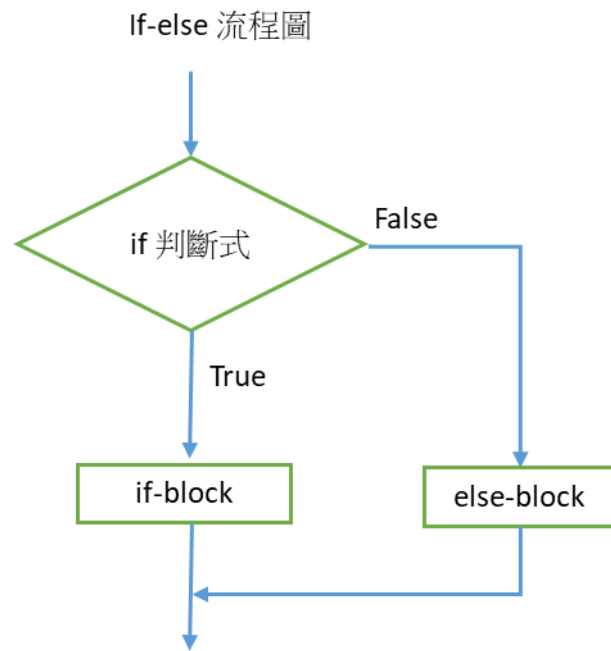 If-else 流程圖
if 判斷式
False
True
if-block
else-block